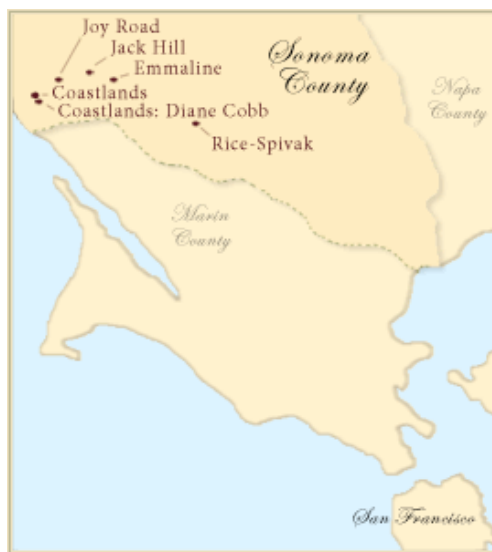 Joy Road
Jack Hill
Emmaline
Coastlands
Coastlands: Diane Cobb
Rice-Spivak
Sonoma
County
Napa
County
Marin
County
San Francisco